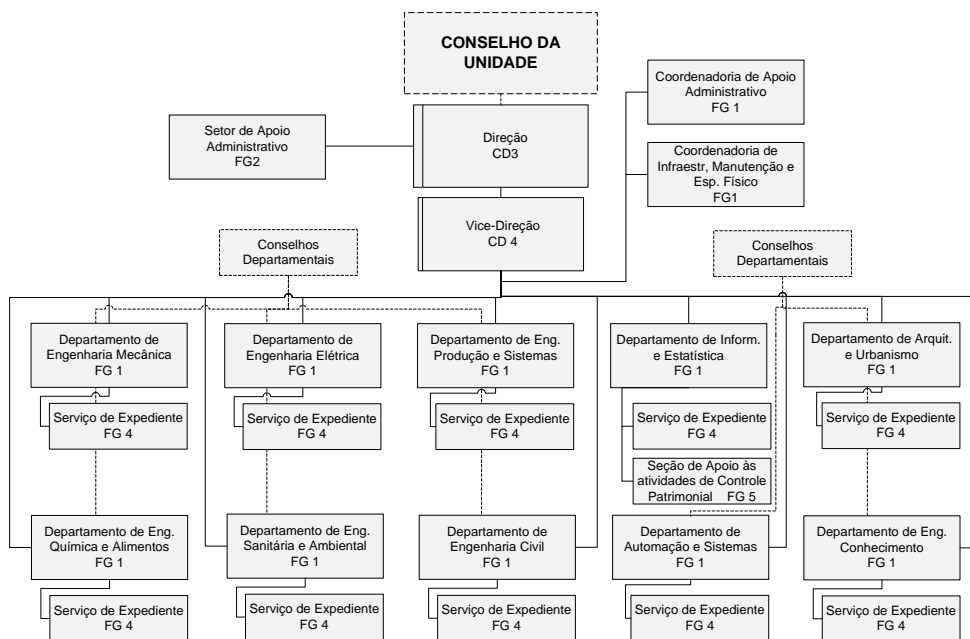 CONSELHO DA
UNIDADE
Coordenadoria de Apoio
Administrativo
FG 1
Setor de Apoio
Administrativo
FG2
Direção
CD3
Coordenadoria de
Infraestr, Manutenção e
Esp. Físico
FG1
Vice-Direção
CD 4
Conselhos
Departamentais
Conselhos
Departamentais
Departamento de
Engenharia Mecânica
FG 1
Departamento de
Engenharia Elétrica
FG 1
Departamento de Eng.
Produção e Sistemas
FG 1
Departamento de Inform.
e Estatística
FG 1
Departamento de Arquit.
e Urbanismo
FG 1
Serviço de Expediente
FG 4
Serviço de Expediente
FG 4
Serviço de Expediente
FG 4
Serviço de Expediente
FG 4
Serviço de Expediente
FG 4
Seção de Apoio às
atividades de Controle
Patrimonial FG 5
Departamento de Eng.
Química e Alimentos
FG 1
Departamento de Eng.
Sanitária e Ambiental
FG 1
Departamento de
Engenharia Civil
FG 1
Departamento de
Automação e Sistemas
FG 1
Departamento de Eng.
Conhecimento
FG 1
Serviço de Expediente
FG 4
Serviço de Expediente
FG 4
Serviço de Expediente
FG 4
Serviço de Expediente
FG 4
Serviço de Expediente
FG 4